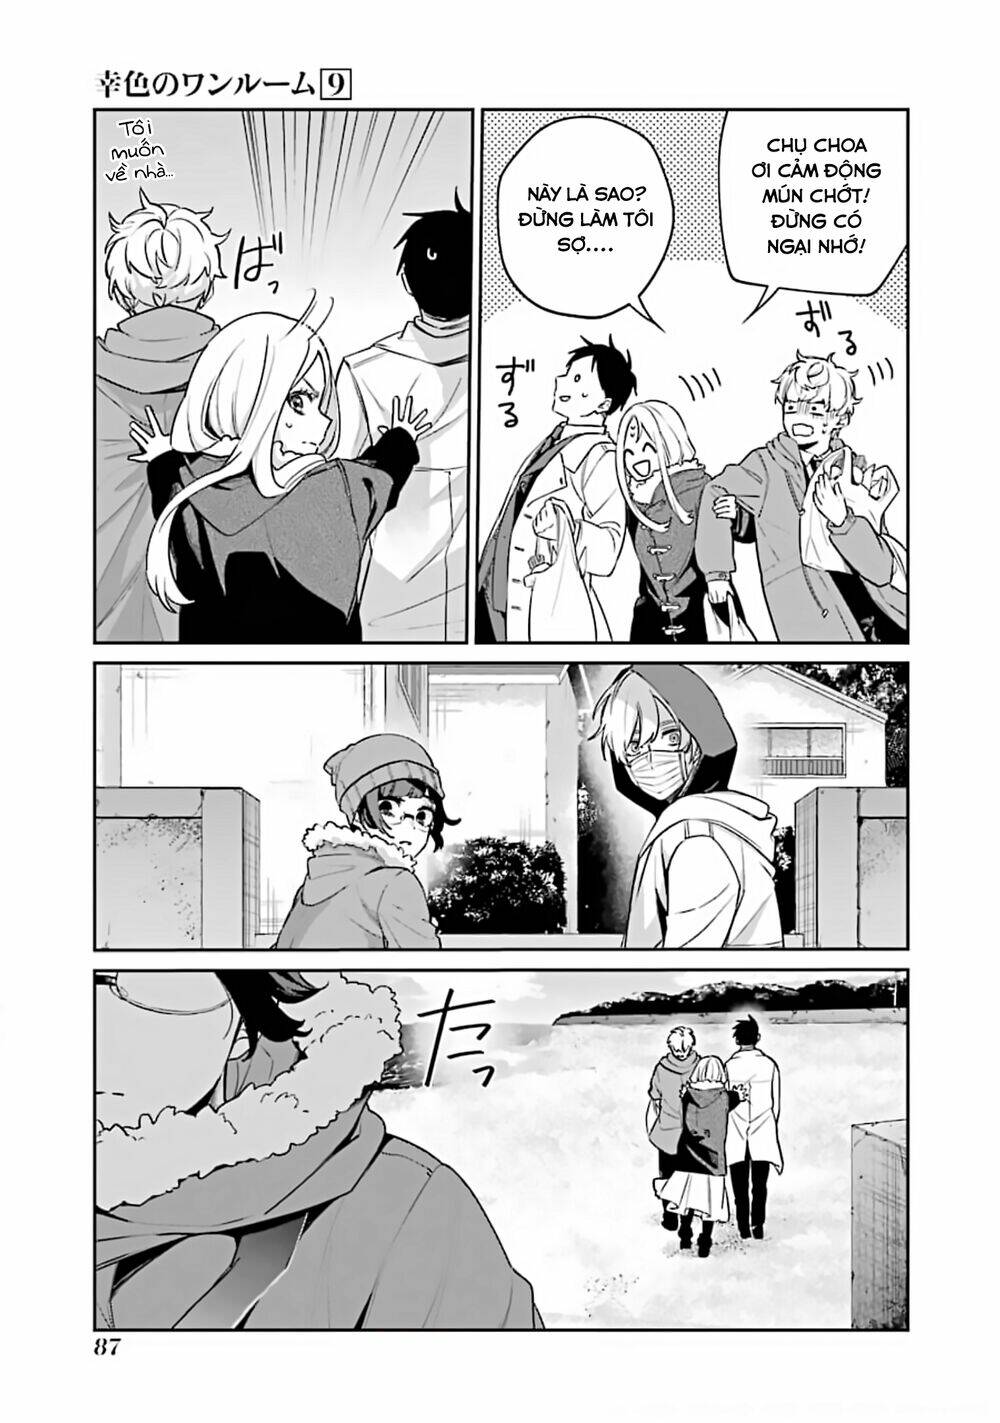 幸色のワンルーム9
CHỤ CHOA
ƠI CẢM ĐỘNG
MÚN CHỚT!
ĐỪNG CÓ
NGẠI NHỚ!
NÀY LÀ SAO?
ĐỪNG LÀM TÔI
SỢ....
ずる
ずる
Tôi
muốn
về nhà...
ばっ
たたっ
87